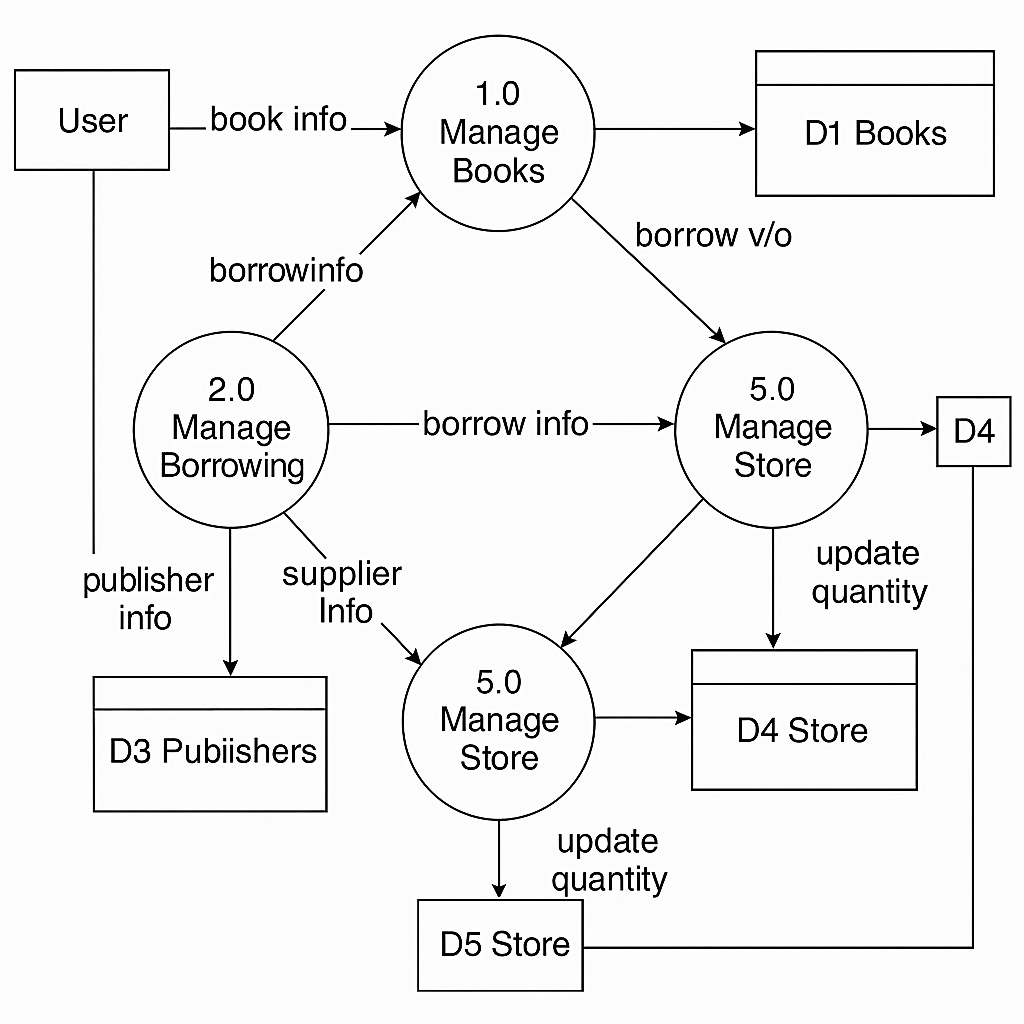 User
book info
1.0
Manage
Books
D1 Books
borrow v/o
borrowinfo
2.0
Manage
Borrowing
borrow info
5.0
Manage
Store
D4
publisher
info
supplier
Info
update
quantity
5.0
Manage
Store
D3 Pubiishers
D4 Store
update
quantity
D5 Store